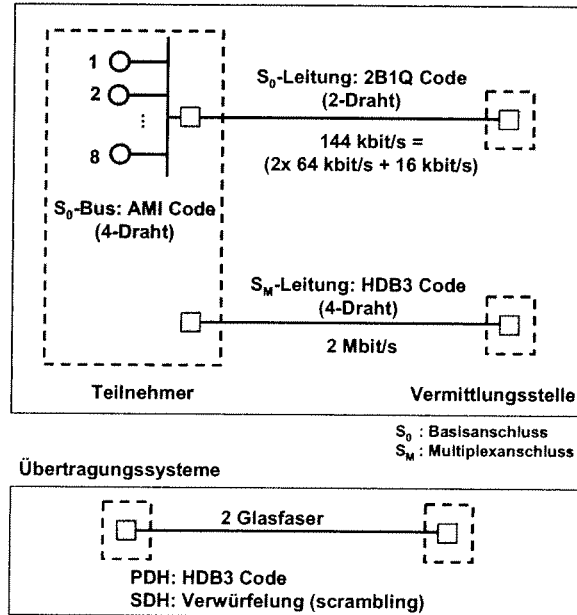 1
2
...
8
S₀-Leitung: 2B1Q Code
(2-Draht)
144 kbit/s =
(2x 64 kbit/s + 16 kbit/s)
S₀-Bus: AMI Code
(4-Draht)
S_M-Leitung: HDB3 Code
(4-Draht)
2 Mbit/s
Teilnehmer
Vermittlungsstelle
S₀ : Basisanschluss
S_M : Multiplexanschluss
Übertragungssysteme
2 Glasfaser
PDH: HDB3 Code
SDH: Verwürfelung (scrambling)